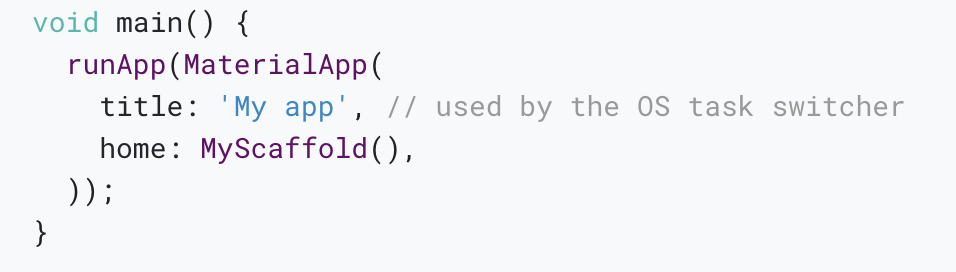 void main() {
  runApp(MaterialApp(
    title: 'My app', // used by the OS task switcher
    home: MyScaffold(),
  ));
}